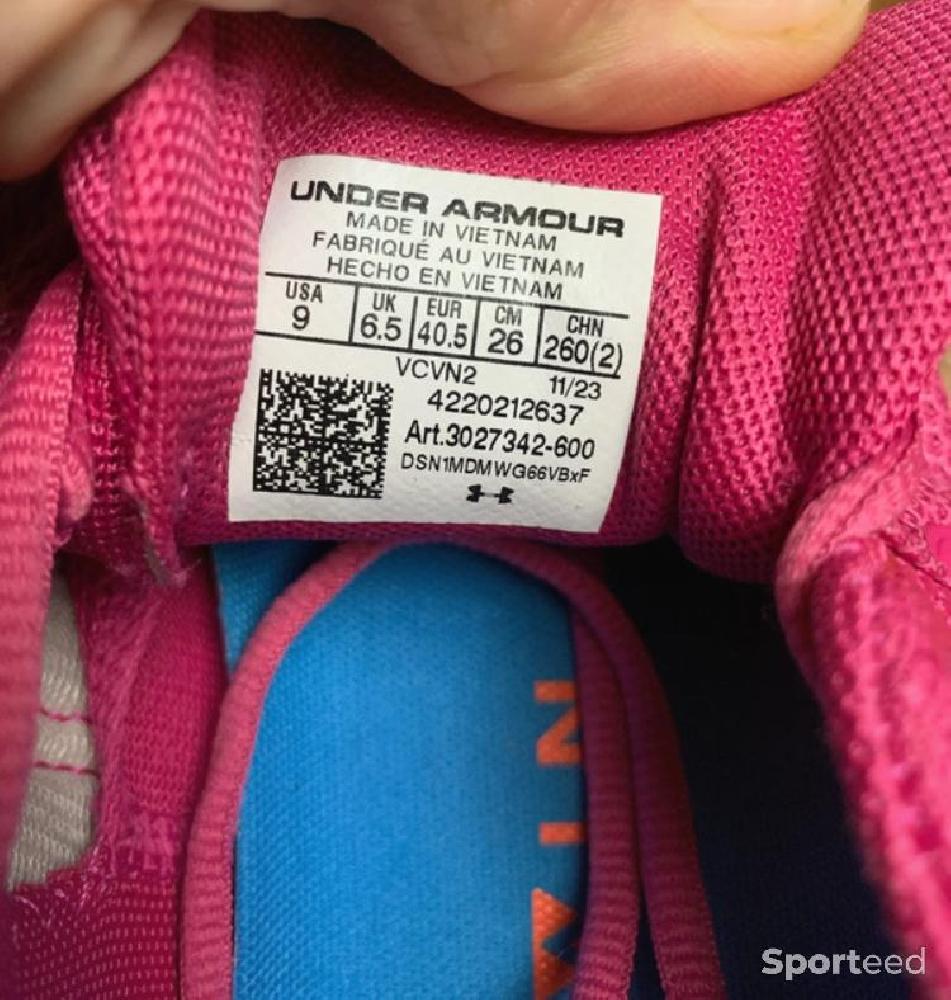 UNDER ARMOUR
MADE IN VIETNAM
FABRIQUÉ AU VIETNAM
HECHO EN VIETNAM
USA UK EUR CM CHN
9 6.5 40.5 26 260(2)
VCVN2 11/23
4220212637
Art.3027342-600
DSN1MDMWG66VBxF
Sporteed